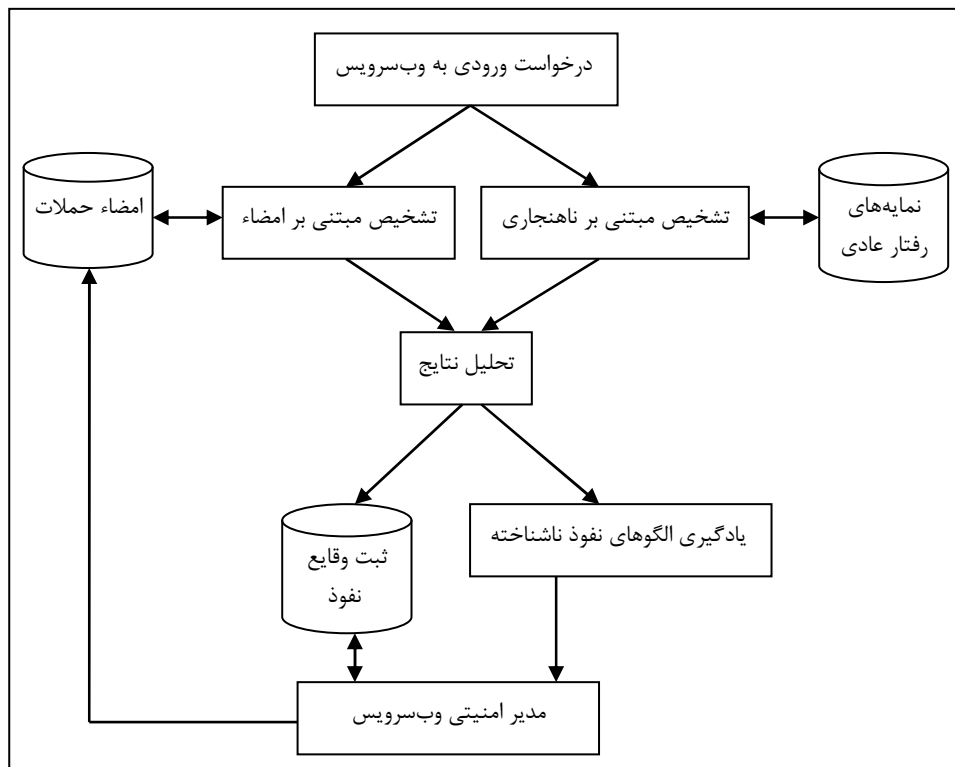 درخواست ورودی به وب‌سرویس
نمایه‌های
رفتار عادی
تشخیص مبتنی بر ناهنجاری
تشخیص مبتنی بر امضاء
امضاء حملات
تحلیل نتایج
یادگیری الگوهای نفوذ ناشناخته
ثبت وقایع
نفوذ
مدیر امنیتی وب‌سرویس